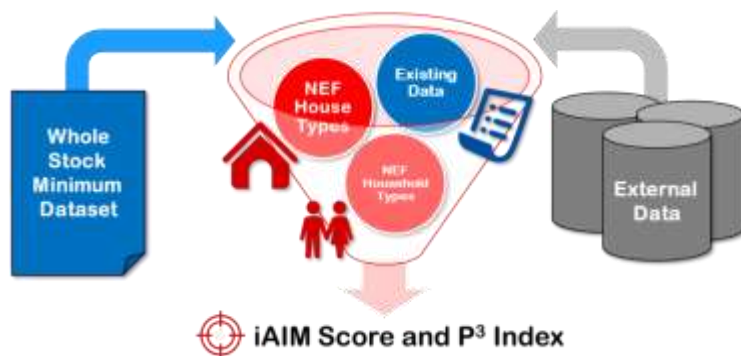 Whole
Stock
Minimum
Dataset
NEF
House
Types
Existing
Data
NEF
Household
Types
External
Data
iAIM Score and P³ Index